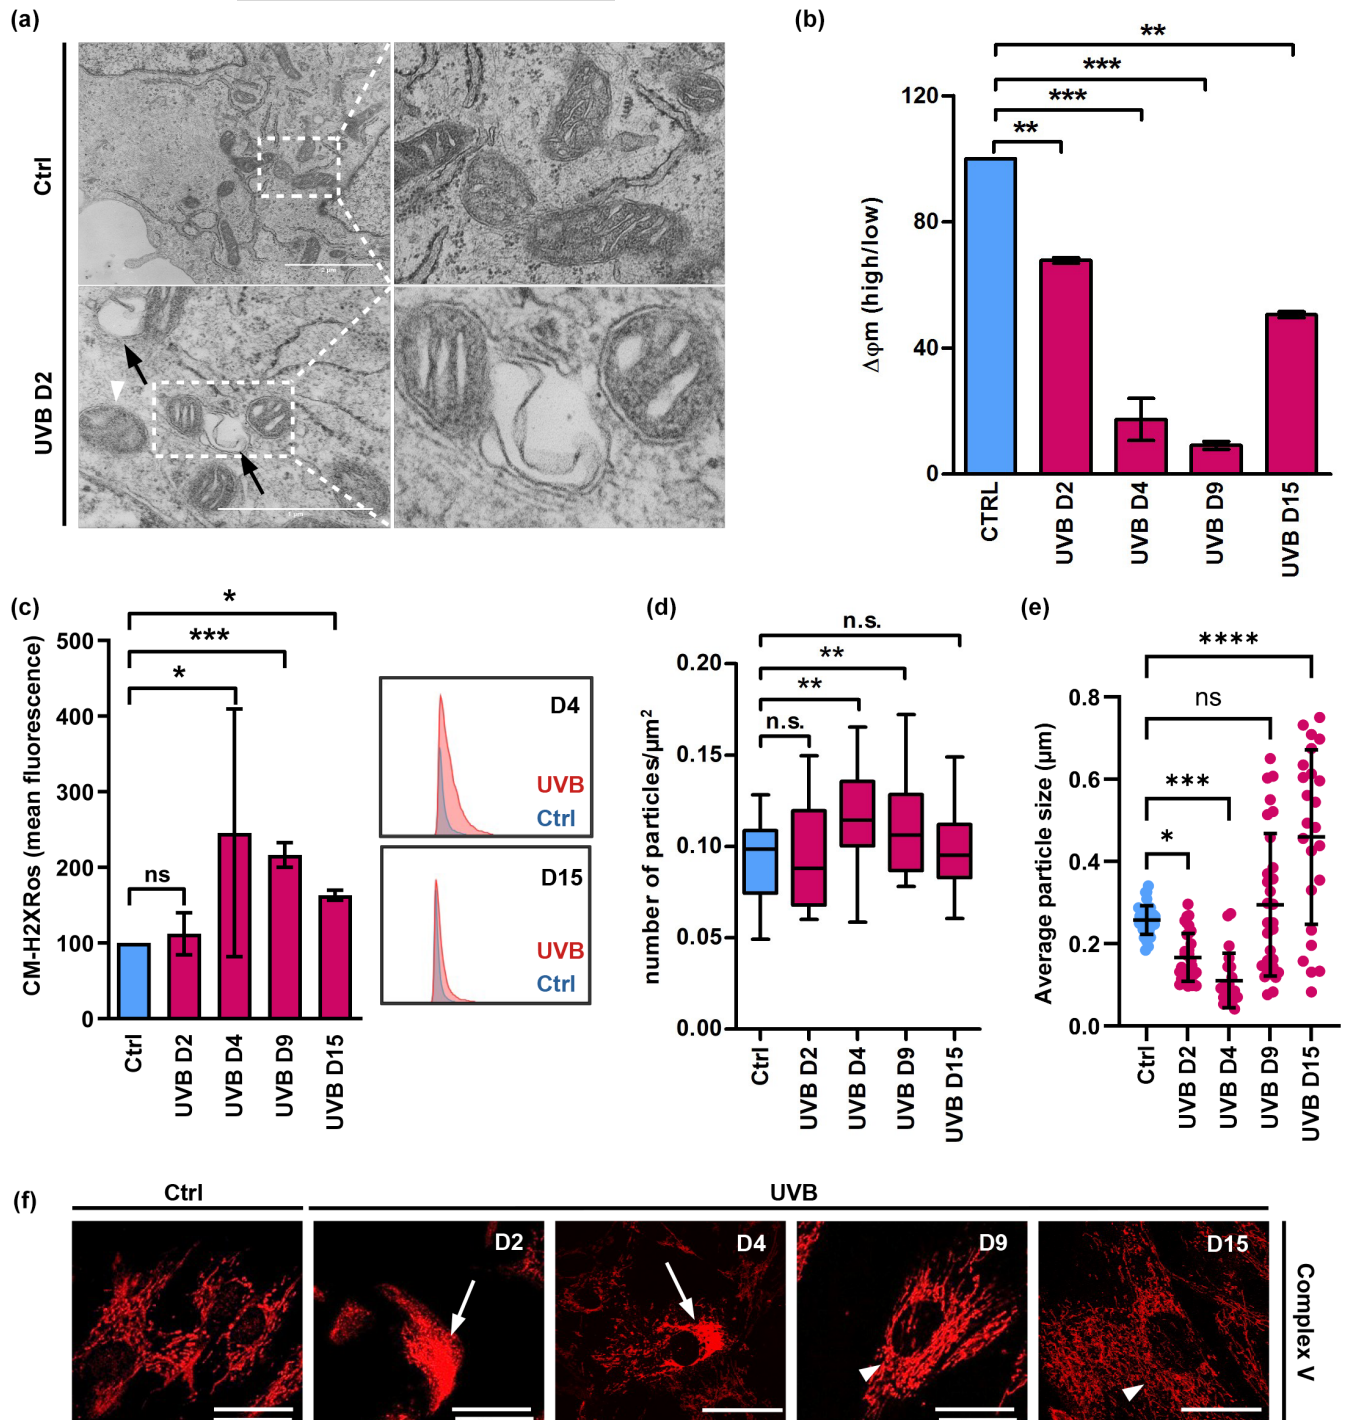 (a)
Ctrl
2 µm
UVB D2
1 µm
(b)
**
***
***
**
120
80
40
0
Δφm (high/low)
CTRL
UVB D2
UVB D4
UVB D9
UVB D15
(c)
*
***
*
ns
500
400
300
200
100
0
CM-H2XRos (mean fluorescence)
Ctrl
UVB D2
UVB D4
UVB D9
UVB D15
D4
UVB
Ctrl
D15
UVB
Ctrl
(d)
n.s.
**
**
n.s.
0.20
0.15
0.10
0.05
0.00
number of particles/µm²
Ctrl
UVB D2
UVB D4
UVB D9
UVB D15
(e)
****
ns
***
*
0.8
0.6
0.4
0.2
0.0
Average particle size (µm)
Ctrl
UVB D2
UVB D4
UVB D9
UVB D15
(f)
Ctrl
UVB
D2
D4
D9
D15
Complex V